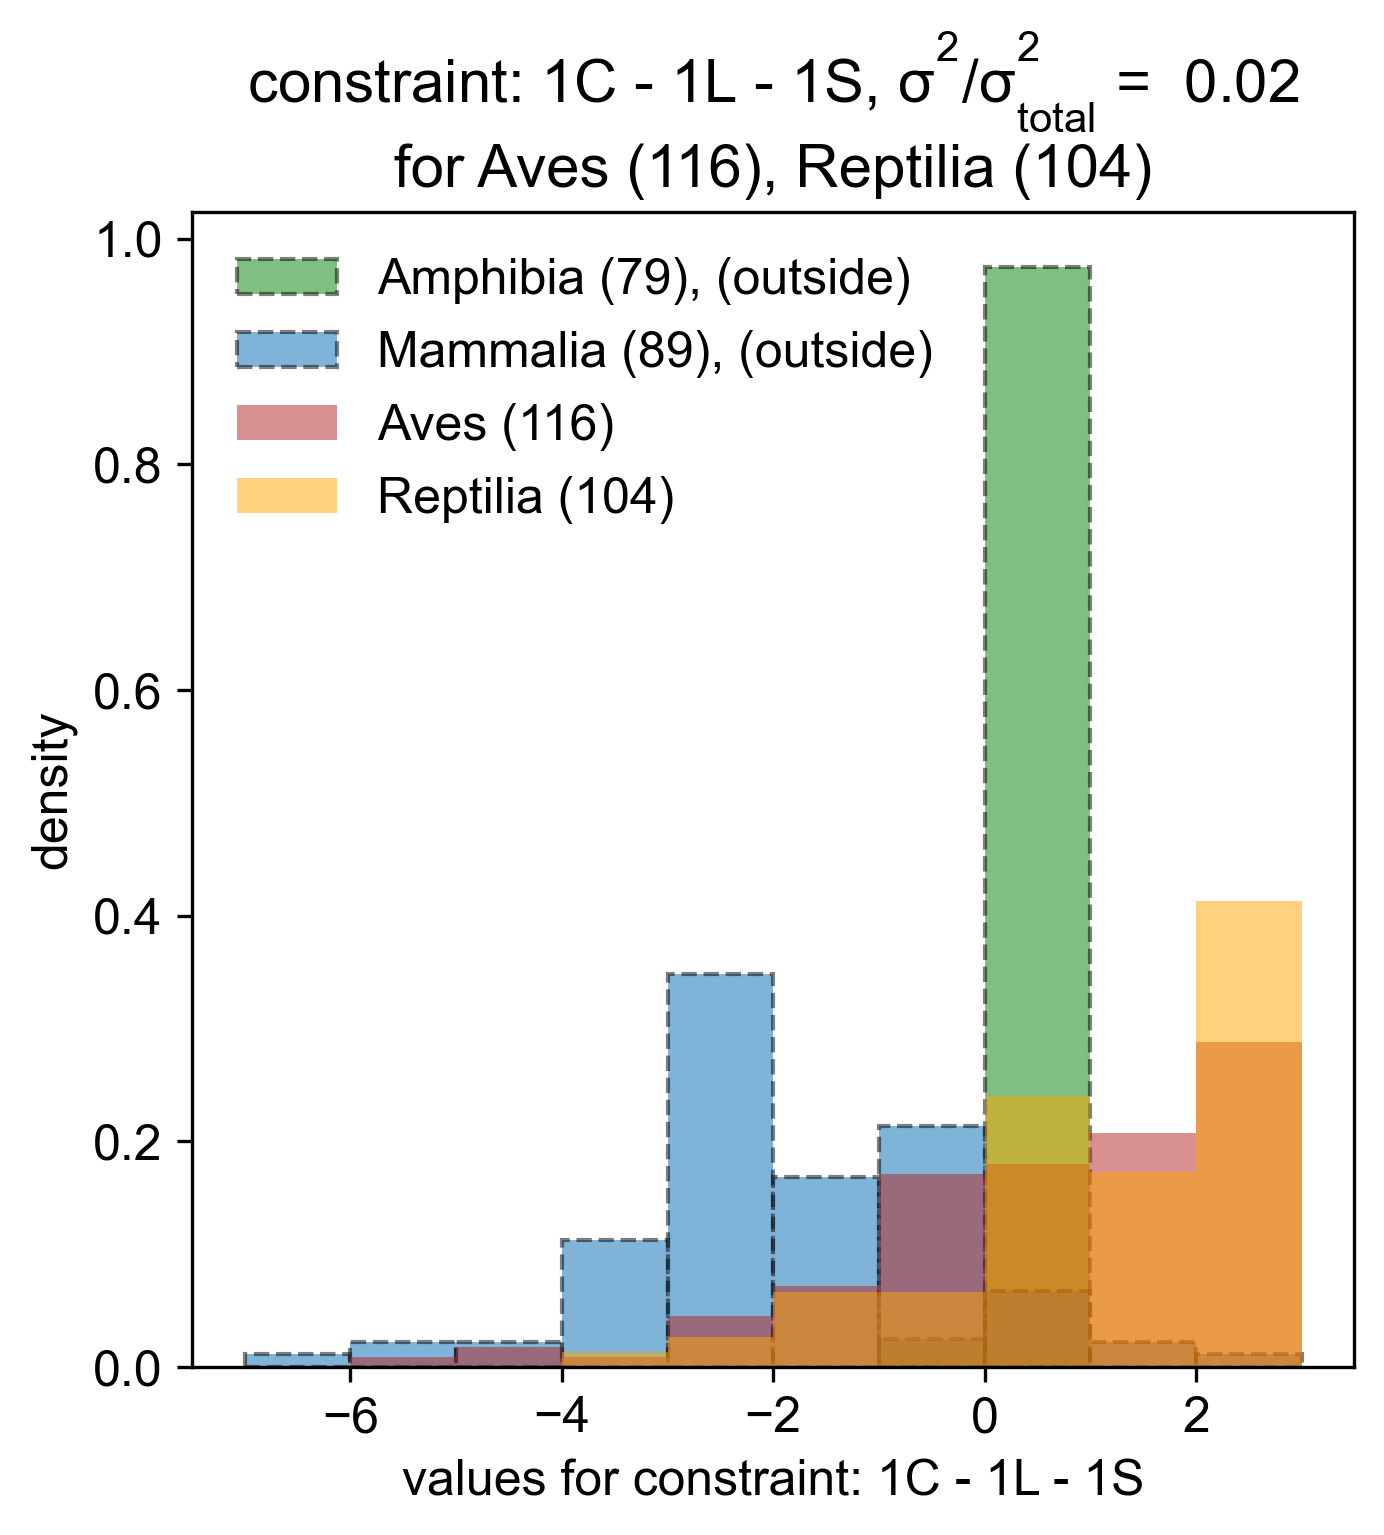 constraint: 1C - 1L - 1S, σ²/σ²total = 0.02
for Aves (116), Reptilia (104)
1.0
0.8
0.6
0.4
0.2
0.0
density
Amphibia (79), (outside)
Mammalia (89), (outside)
Aves (116)
Reptilia (104)
−6 −4 −2 0 2
values for constraint: 1C - 1L - 1S